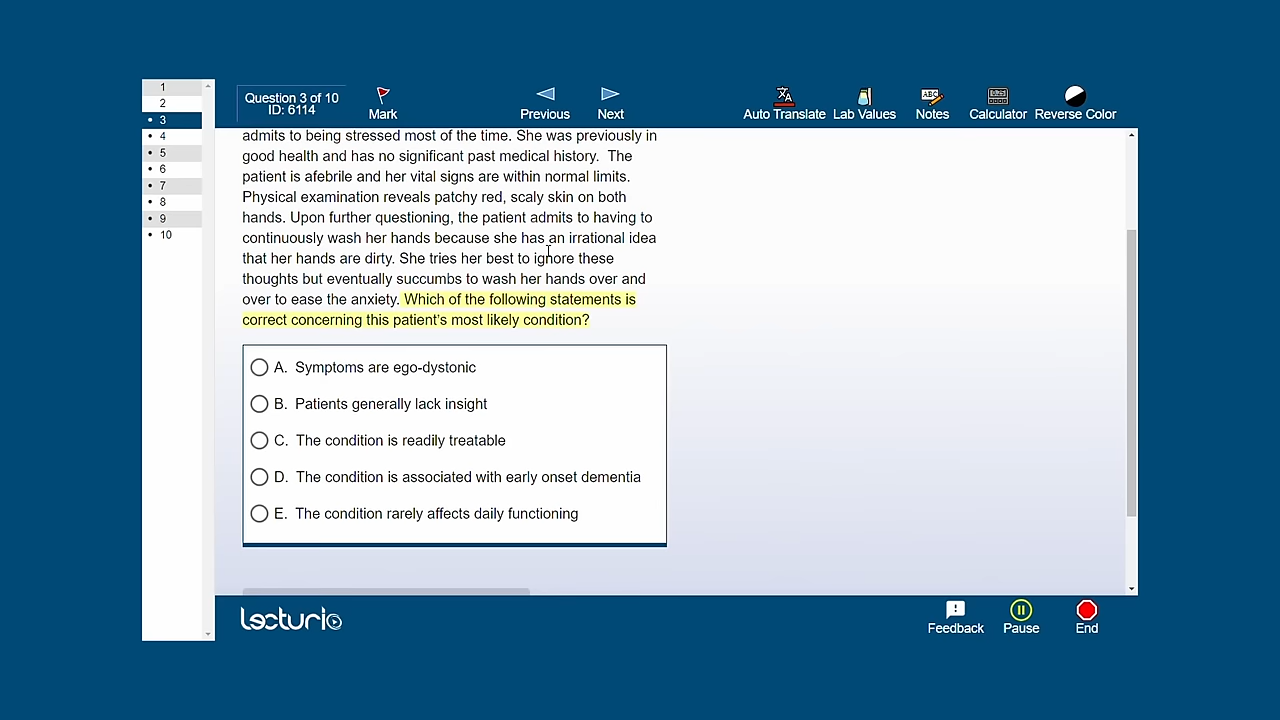 1
2
• 3
• 4
• 5
• 6
• 7
• 8
• 9
• 10
Question 3 of 10
ID: 6114
Mark
Previous
Next
Auto Translate
Lab Values
ABC
Notes
Calculator
Reverse Color
admits to being stressed most of the time. She was previously in
good health and has no significant past medical history. The
patient is afebrile and her vital signs are within normal limits.
Physical examination reveals patchy red, scaly skin on both
hands. Upon further questioning, the patient admits to having to
continuously wash her hands because she has an irrational idea
that her hands are dirty. She tries her best to ignore these
thoughts but eventually succumbs to wash her hands over and
over to ease the anxiety. Which of the following statements is
correct concerning this patient's most likely condition?
A. Symptoms are ego-dystonic
B. Patients generally lack insight
C. The condition is readily treatable
D. The condition is associated with early onset dementia
E. The condition rarely affects daily functioning
lecturio
Feedback
Pause
End